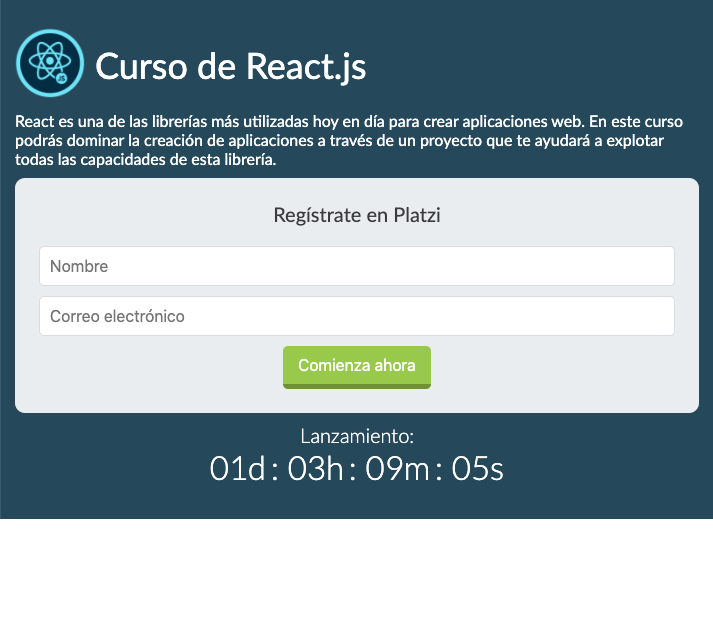 JS
Curso de React.js
React es una de las librerías más utilizadas hoy en día para crear aplicaciones web. En este curso
podrás dominar la creación de aplicaciones a través de un proyecto que te ayudará a explotar
todas las capacidades de esta librería.
Regístrate en Platzi
Nombre
Correo electrónico
Comienza ahora
Lanzamiento:
01d : 03h : 09m : 05s